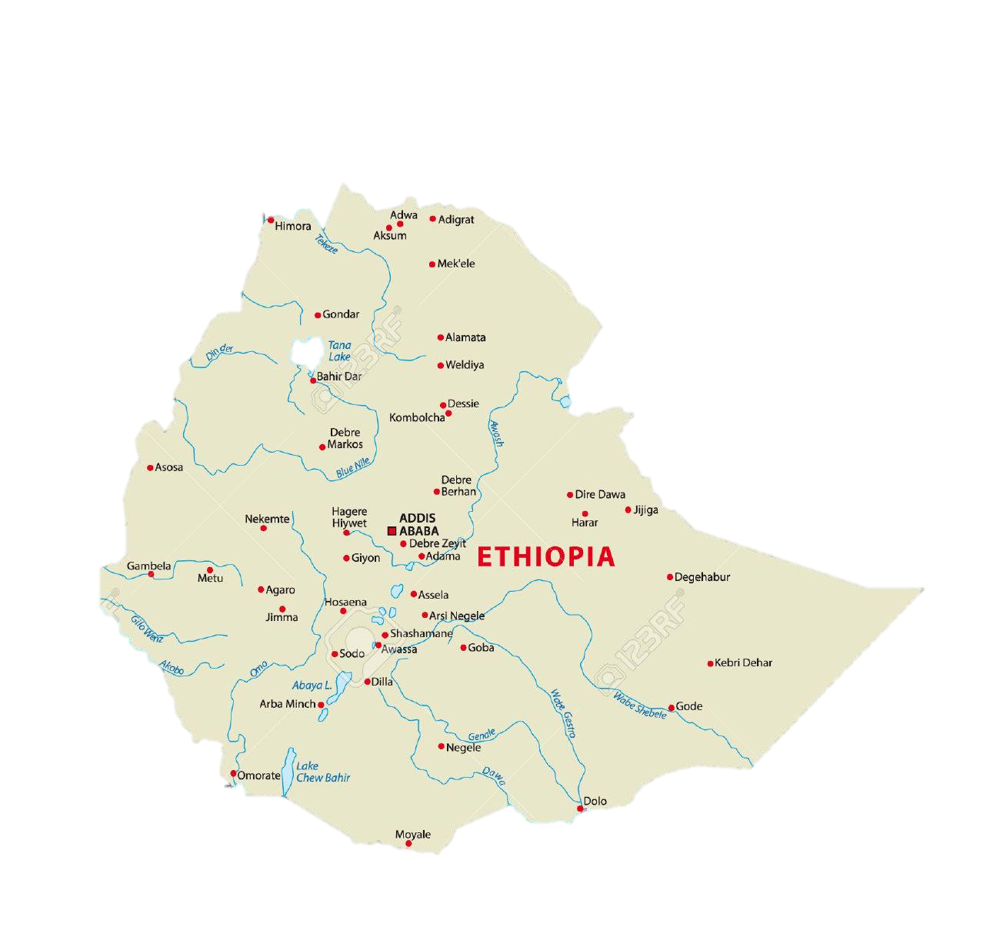 Adwa
Adigrat
Himora
Aksum
Tekeze
Mek'ele
Gondar
Alamata
Tana
Lake
Din der
Weldiya
Bahir Dar
Dessie
Kombolcha
Awash
Debre
Markos
Blue Nile
Asosa
Debre
Berhan
Dire Dawa
Jijiga
Harar
Hagere
Hiywet
Nekemte
ADDIS
ABABA
Debre Zeyit
Giyon
Adama
ETHIOPIA
Gambela
Metu
Degehabur
Agaro
Assela
Hosaena
Jimma
Arsi Negele
Gilo Wenz
Shashamane
Awassa
Goba
Sodo
Akobo
Omo
Kebri Dehar
Abaya L.
Dilla
Arba Minch
Wabe Gestro
Wabe Shebele
Gode
Genale
Negele
Lake
Chew Bahir
Omorate
Dawa
Dolo
Moyale
123RF
123RF